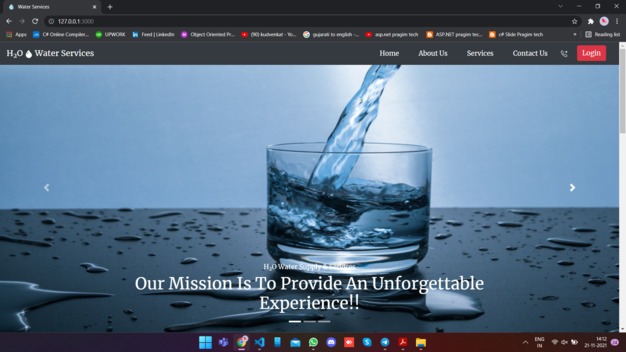 Water Services
127.0.0.1:3000
Apps
C# Online Compiler...
UPWORK
Feed | LinkedIn
Object Oriented Pr...
(90) kudvenkat - Yo...
gujarati to english -...
asp.net pragim tech
ASP.NET pragim tec...
c# Slide Pragim tech
»
Reading list
H₂O Water Services
Home
About Us
Services
Contact Us
Login
H₂O Water Supply &
Our Mission Is To Provide An Unforgettable
Experience!!
ENG
IN
14:12
21-11-2021